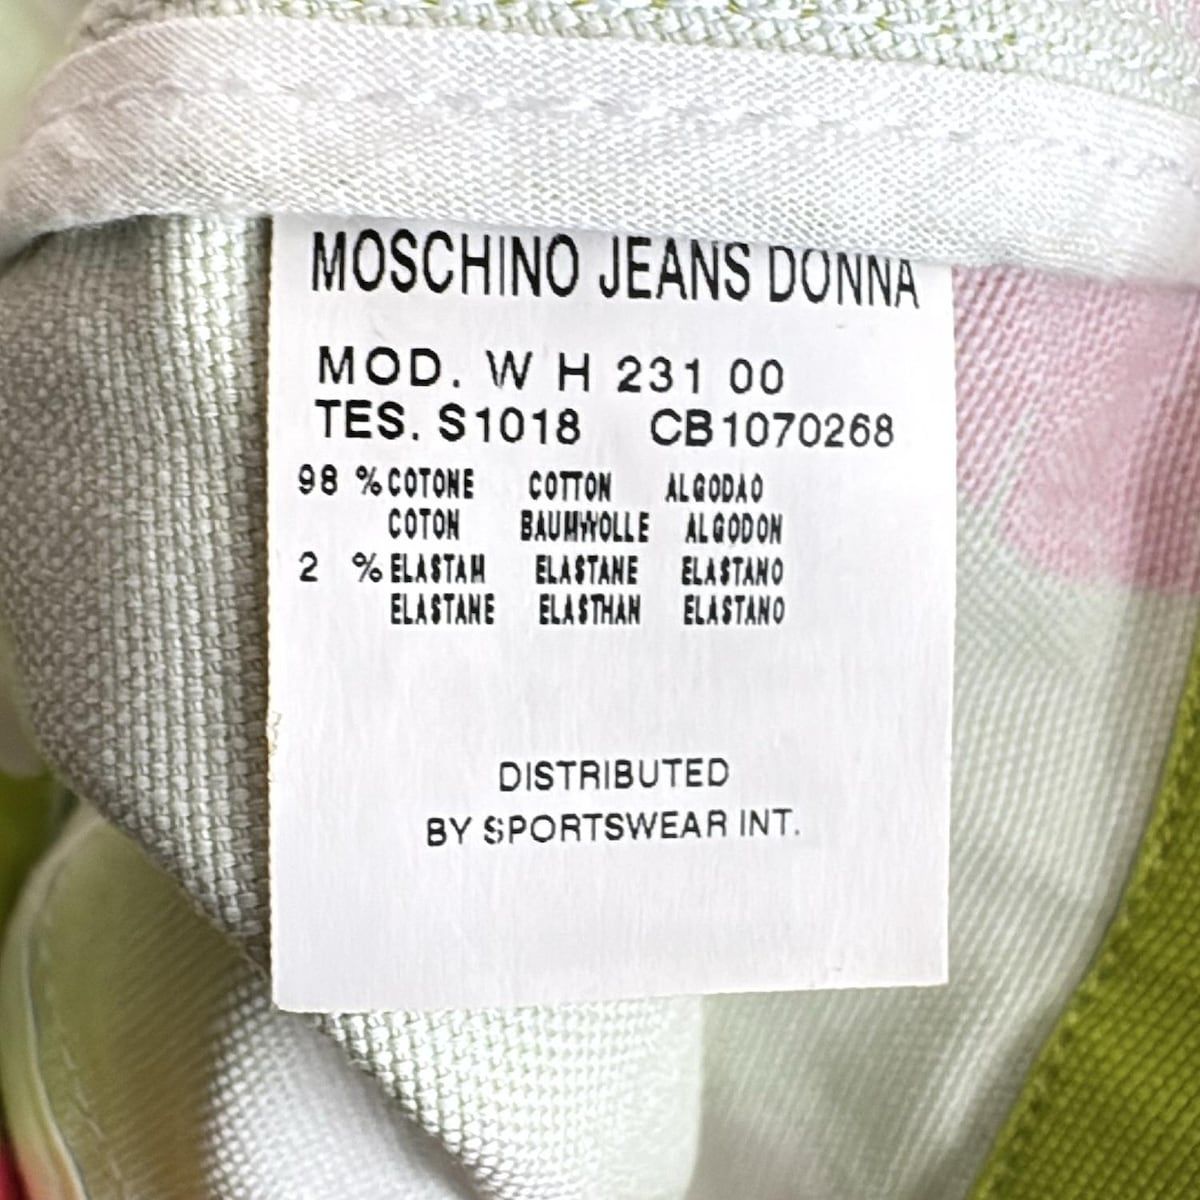 MOSCHINO JEANS DONNA
MOD. W H 231 00
TES. S1018 CB1070268
98 % COTONE COTTON ALGODAO
COTON BAUMWOLLE ALGODON
2 % ELASTAM ELASTANE ELASTANO
ELASTANE ELASTHAN ELASTANO
DISTRIBUTED
BY SPORTSWEAR INT.